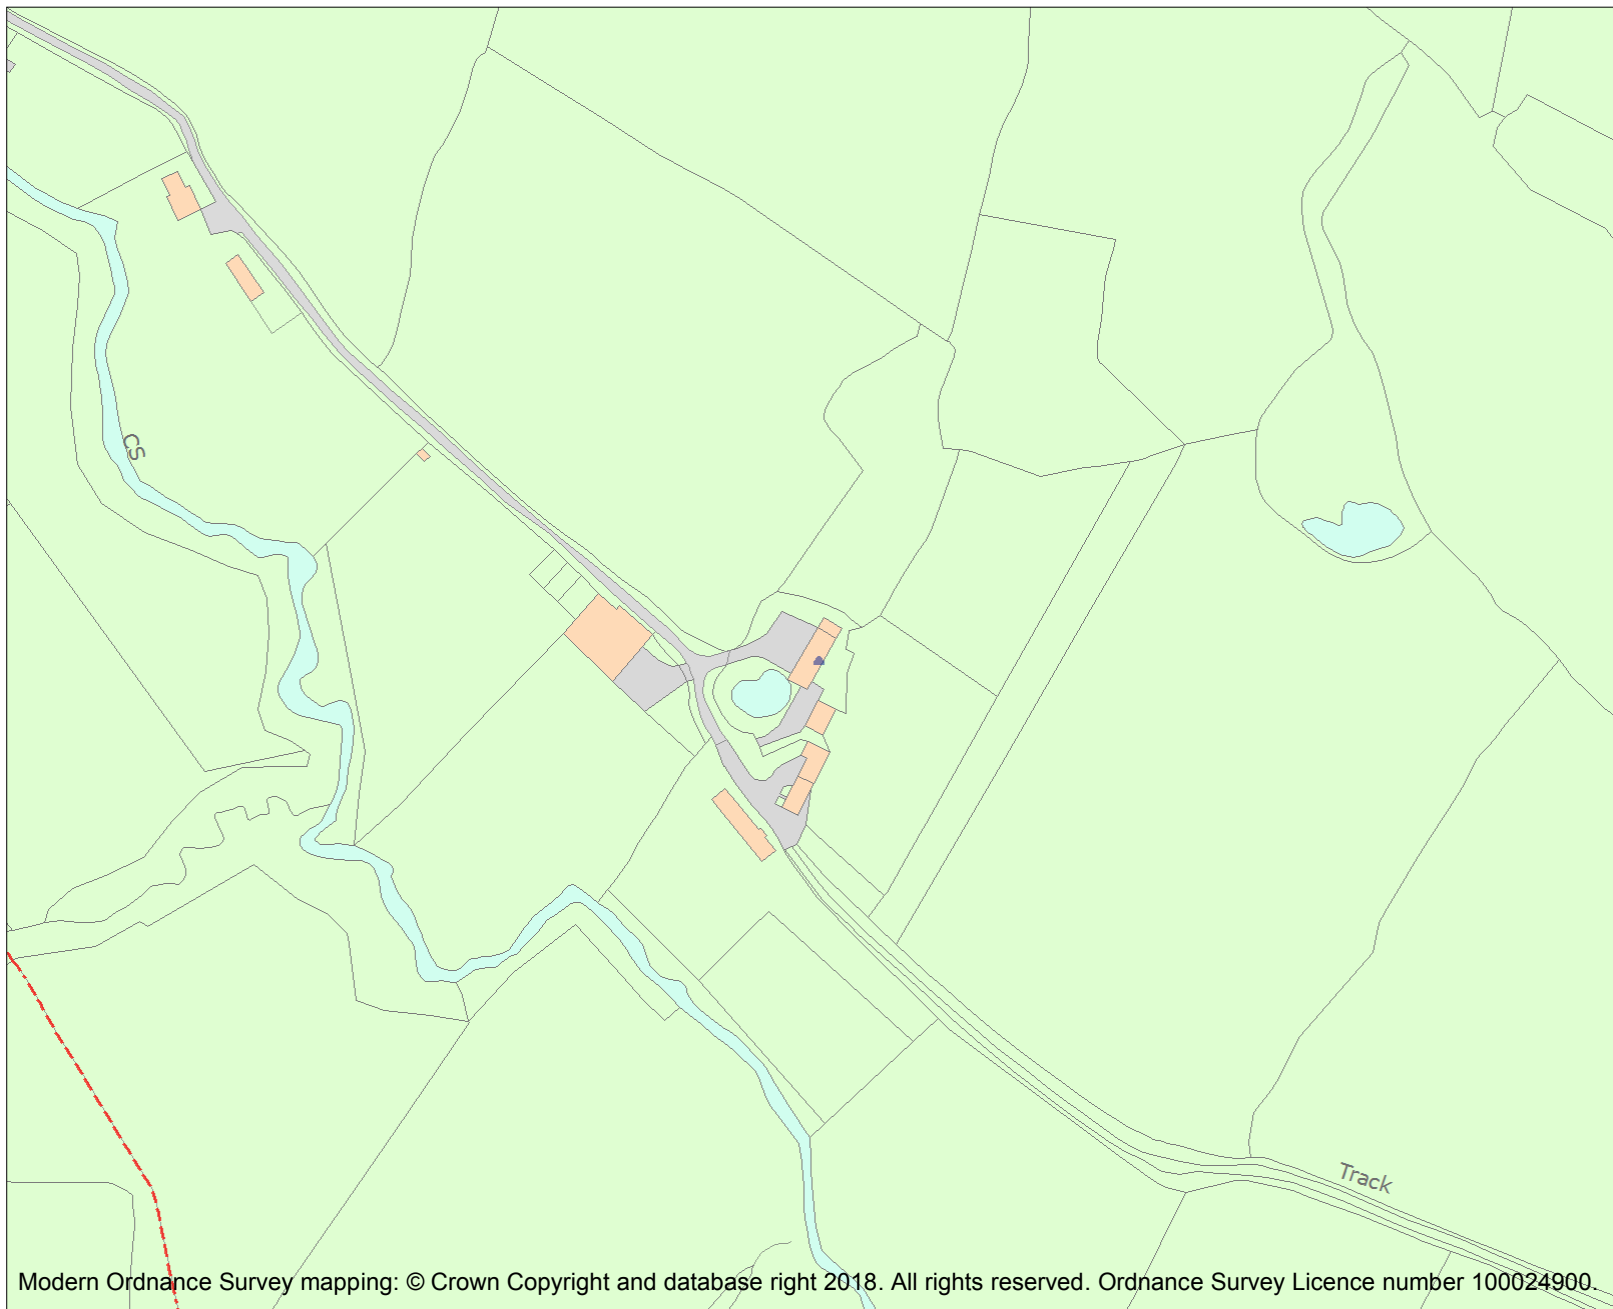 CS
Track
Modern Ordnance Survey mapping: © Crown Copyright and database right 2018. All rights reserved. Ordnance Survey Licence number 100024900.